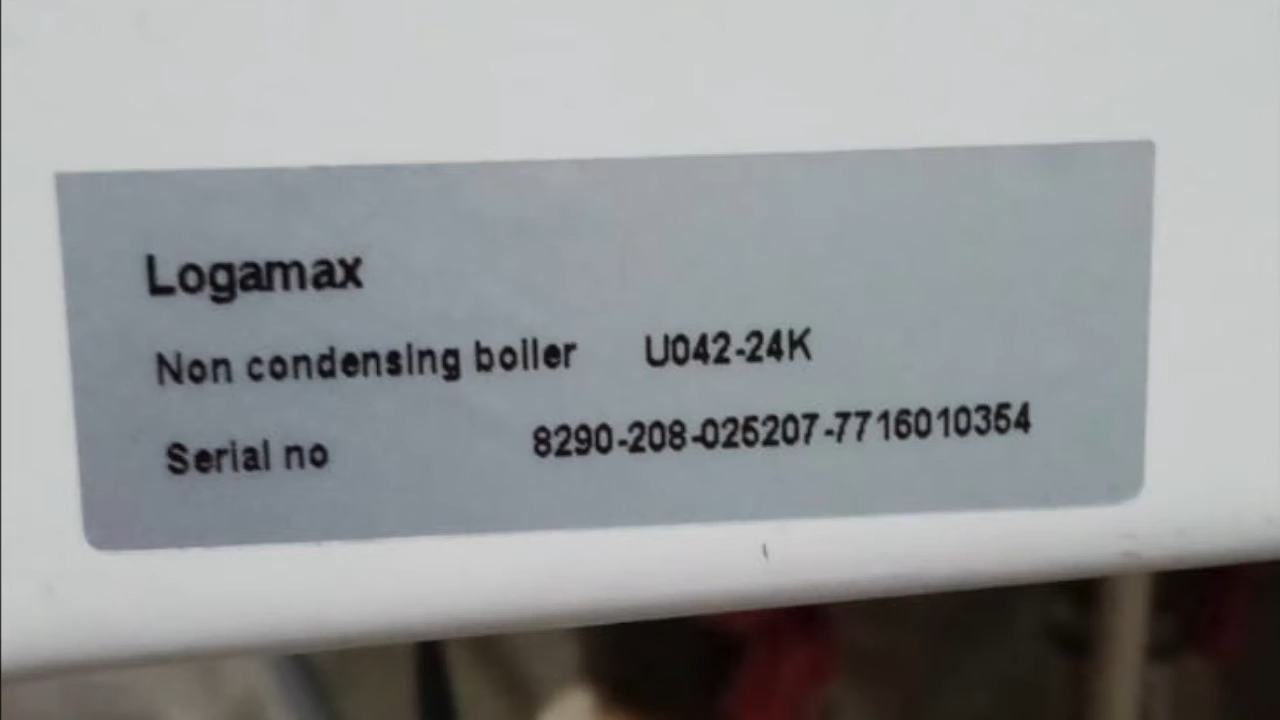 Logamax
Non condensing boiler U042-24K
Serial no 8290-208-025207-7716010354